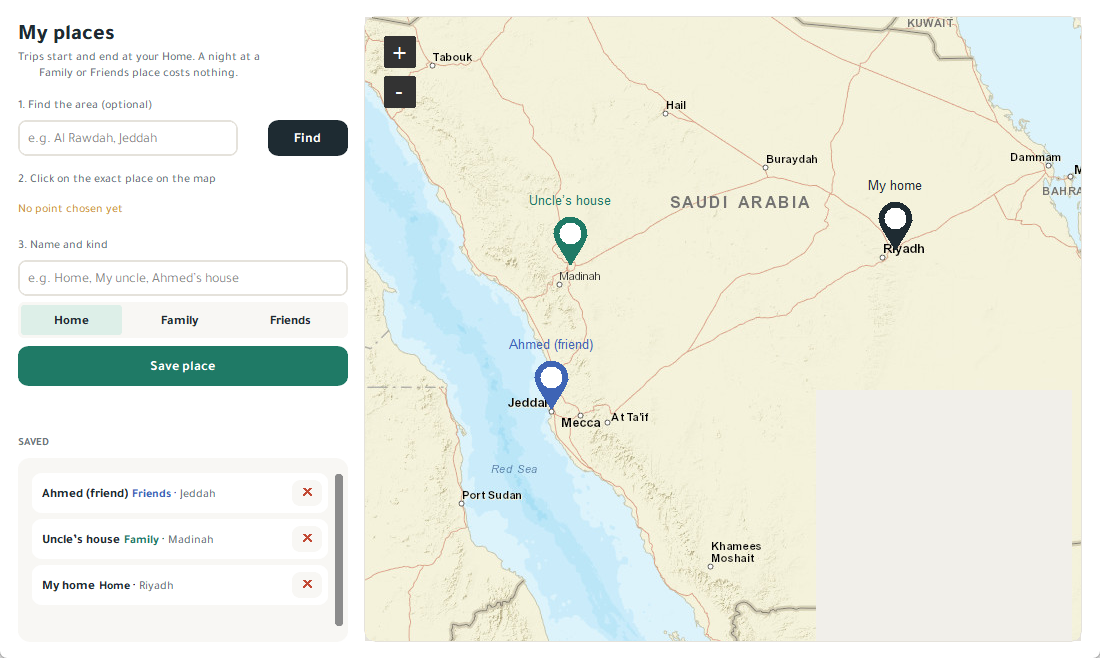 My places
Trips start and end at your Home. A night at a
Family or Friends place costs nothing.
1. Find the area (optional)
e.g. Al Rawdah, Jeddah
Find
2. Click on the exact place on the map
No point chosen yet
3. Name and kind
e.g. Home, My uncle, Ahmed's house
Home Family Friends
Save place
SAVED
Ahmed (friend) Friends · Jeddah ×
Uncle's house Family · Madinah ×
My home Home · Riyadh ×
+
-
KUWAIT
Tabouk
Hail
Buraydah
Dammam
BAHRA
My home
Uncle's house
SAUDI ARABIA
Riyadh
Madinah
Ahmed (friend)
Jeddah
Mecca
At Ta'if
Red Sea
Port Sudan
Khamees
Moshait